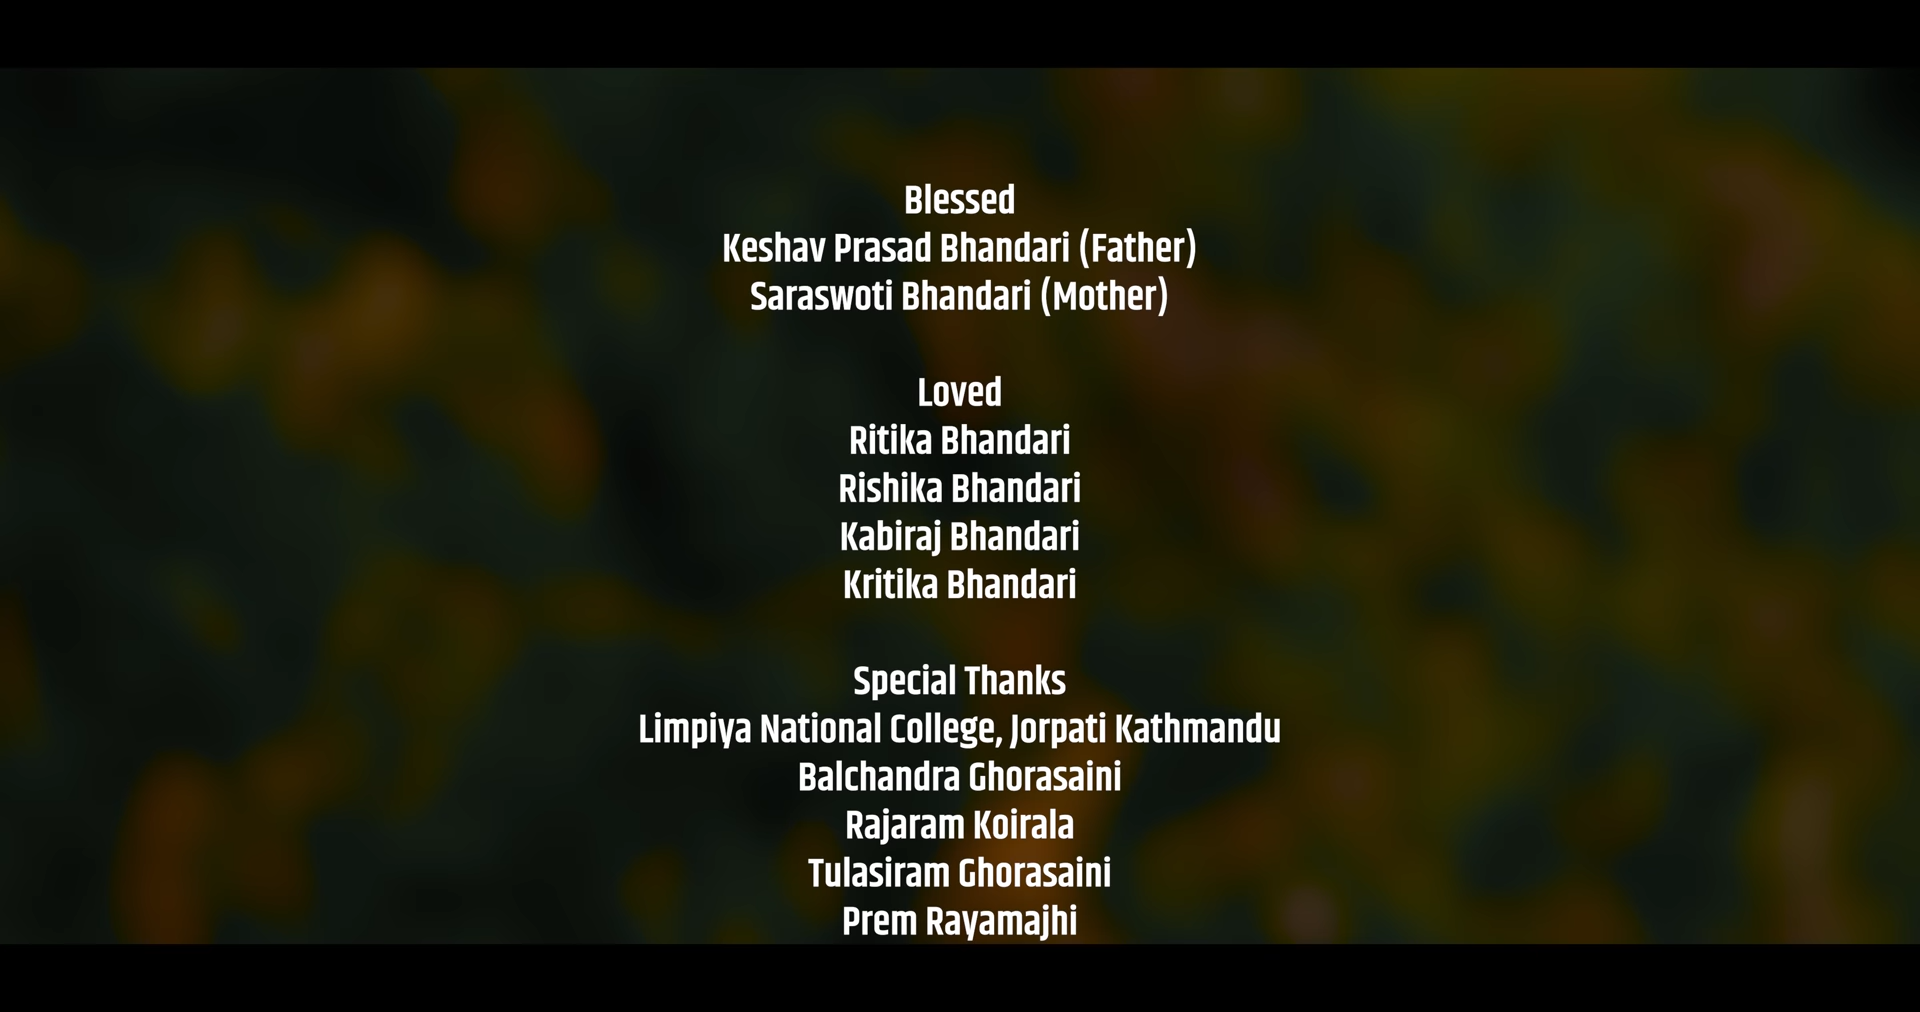 Blessed
Keshav Prasad Bhandari (Father)
Saraswoti Bhandari (Mother)
Loved
Ritika Bhandari
Rishika Bhandari
Kabiraj Bhandari
Kritika Bhandari
Special Thanks
Limpiya National College, Jorpati Kathmandu
Balchandra Ghorasaini
Rajaram Koirala
Tulasiram Ghorasaini
Prem Rayamajhi